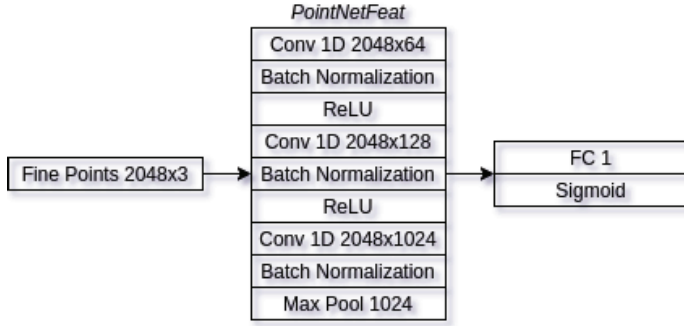 PointNetFeat
Conv 1D 2048x64
Batch Normalization
ReLU
Conv 1D 2048x128
Batch Normalization
ReLU
Conv 1D 2048x1024
Batch Normalization
Max Pool 1024
Fine Points 2048x3
FC 1
Sigmoid